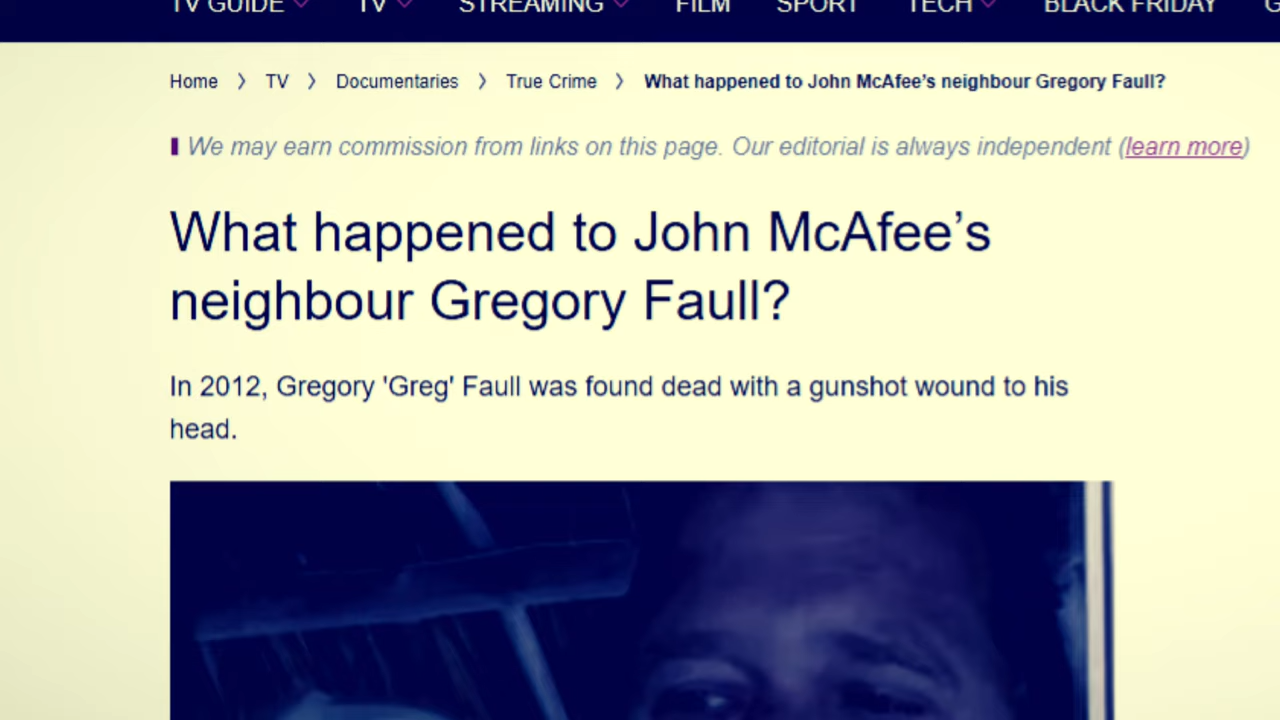 TV GUIDE TV STREAMING FILM SPORT TECH BLACK FRIDAY
Home > TV > Documentaries > True Crime > What happened to John McAfee’s neighbour Gregory Faull?
We may earn commission from links on this page. Our editorial is always independent (learn more)
What happened to John McAfee’s
neighbour Gregory Faull?
In 2012, Gregory 'Greg' Faull was found dead with a gunshot wound to his
head.